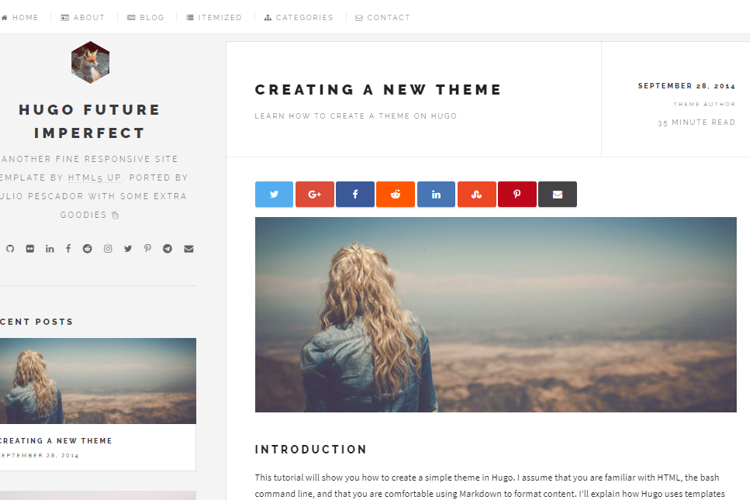 HOME ABOUT BLOG ITEMIZED CATEGORIES CONTACT
HUGO FUTURE
IMPERFECT
ANOTHER FINE RESPONSIVE SITE
TEMPLATE BY HTML5 UP. PORTED BY
JULIO PESCADOR WITH SOME EXTRA
GOODIES
CENT POSTS
CREATING A NEW THEME
SEPTEMBER 28, 2014
CREATING A NEW THEME
LEARN HOW TO CREATE A THEME ON HUGO
SEPTEMBER 28, 2014
THEME AUTHOR
35 MINUTE READ
INTRODUCTION
This tutorial will show you how to create a simple theme in Hugo. I assume that you are familiar with HTML, the bash
command line, and that you are comfortable using Markdown to format content. I'll explain how Hugo uses templates